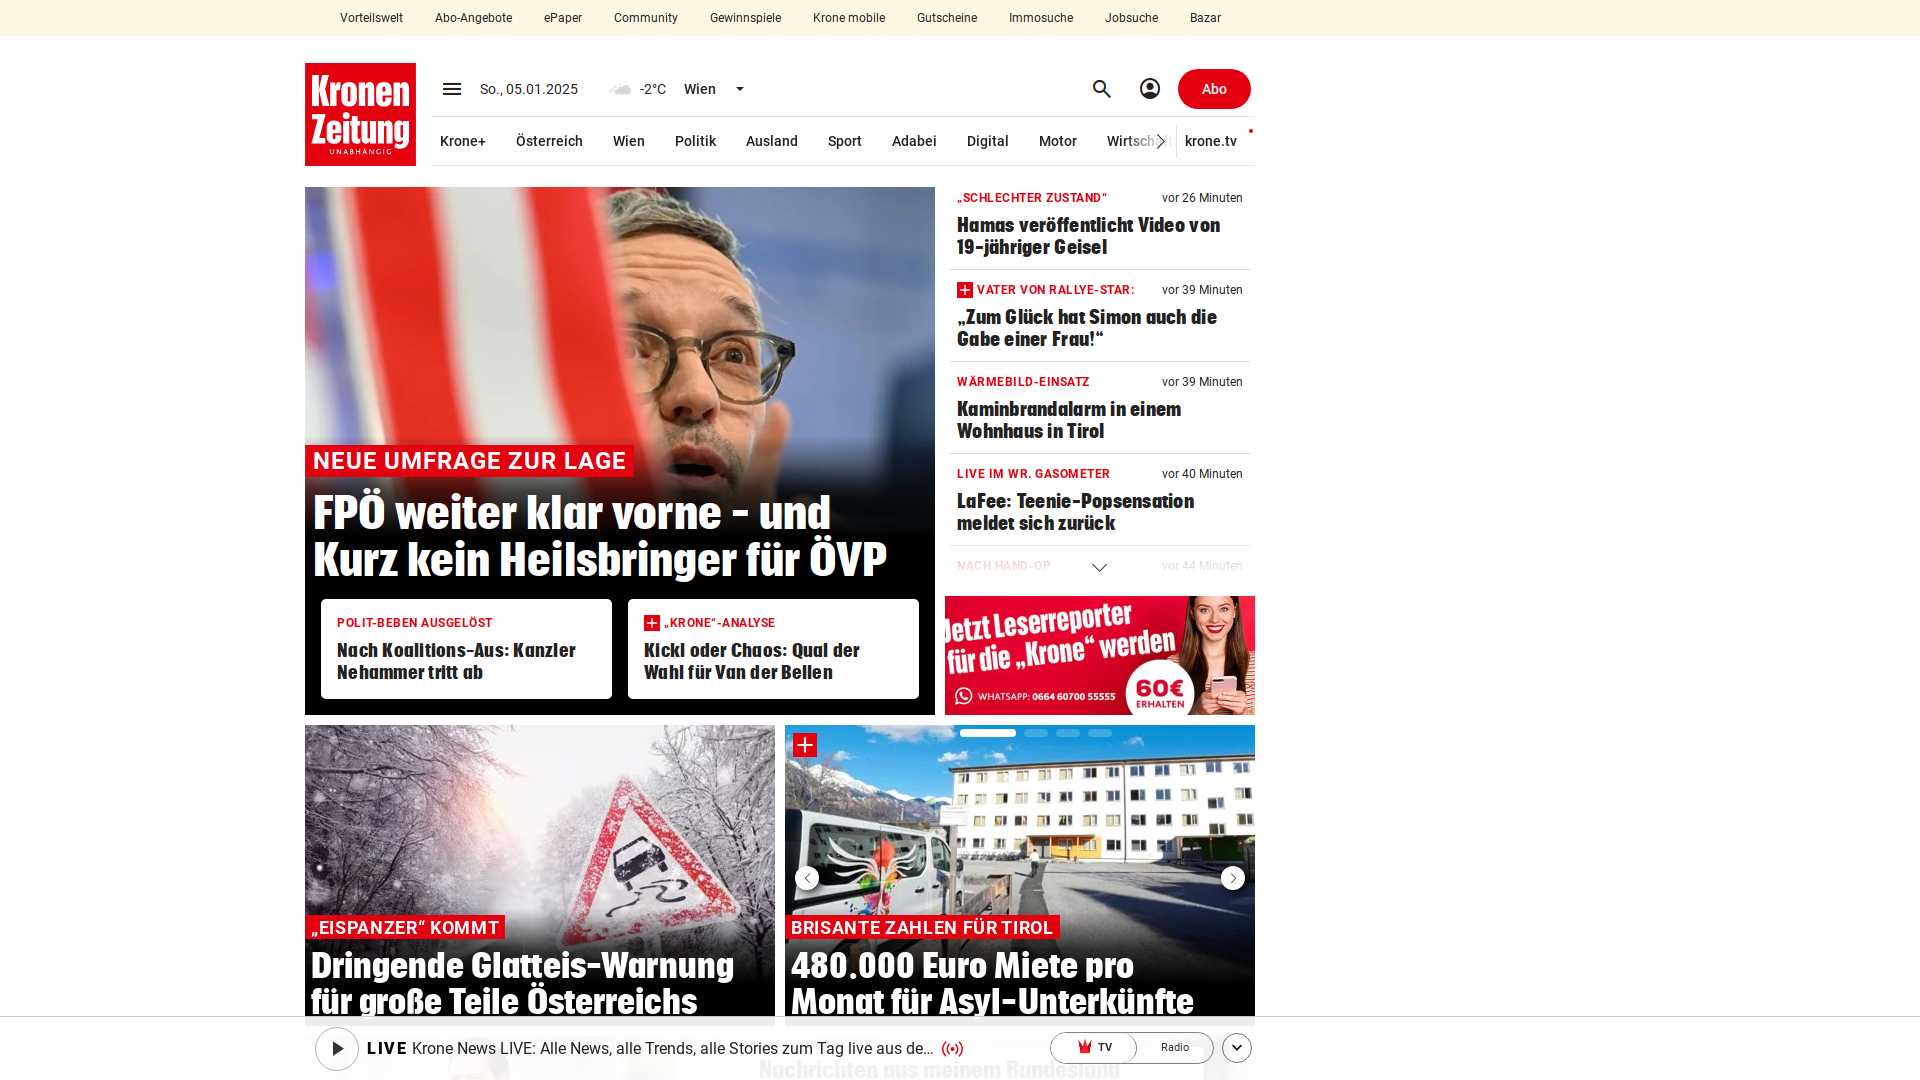 Vorteilswelt Abo-Angebote ePaper Community Gewinnspiele Krone mobile Gutscheine Immosuche Jobsuche Bazar
Kronen
Zeitung
UNABHÄNGIG
So., 05.01.2025 -2°C Wien
Abo
Krone+ Österreich Wien Politik Ausland Sport Adabei Digital Motor Wirtschaft krone.tv
NEUE UMFRAGE ZUR LAGE
FPÖ weiter klar vorne – und
Kurz kein Heilsbringer für ÖVP
POLIT-BEBEN AUSGELÖST
Nach Koalitions-Aus: Kanzler
Nehammer tritt ab
„KRONE“-ANALYSE
Kickl oder Chaos: Qual der
Wahl für Van der Bellen
„SCHLECHTER ZUSTAND“ vor 26 Minuten
Hamas veröffentlicht Video von
19-jähriger Geisel
VATER VON RALLYE-STAR: vor 39 Minuten
„Zum Glück hat Simon auch die
Gabe einer Frau!“
WÄRMEBILD-EINSATZ vor 39 Minuten
Kaminbrandalarm in einem
Wohnhaus in Tirol
LIVE IM WR. GASOMETER vor 40 Minuten
LaFee: Teenie-Popsensation
meldet sich zurück
NACH HAND-OP vor 44 Minuten
Jetzt Leserreporter
für die „Krone“ werden
WHATSAPP: 0664 60700 55555
60€
ERHALTEN
„EISPANZER“ KOMMT
Dringende Glatteis-Warnung
für große Teile Österreichs
BRISANTE ZAHLEN FÜR TIROL
480.000 Euro Miete pro
Monat für Asyl-Unterkünfte
LIVE Krone News LIVE: Alle News, alle Trends, alle Stories zum Tag live aus de...
TV Radio
Nachrichten aus meinem Bundesland